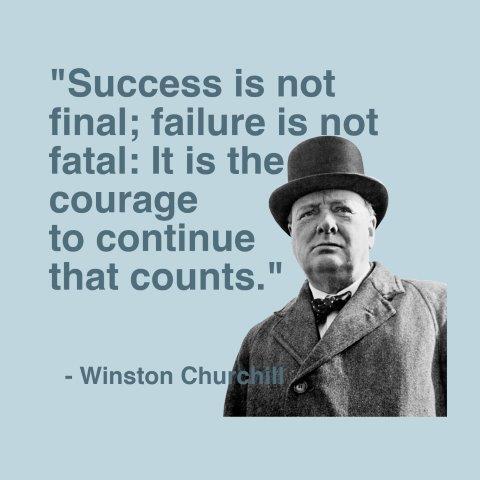 "Success is not
final; failure is not
fatal: It is the
courage
to continue
that counts."
- Winston Churchill